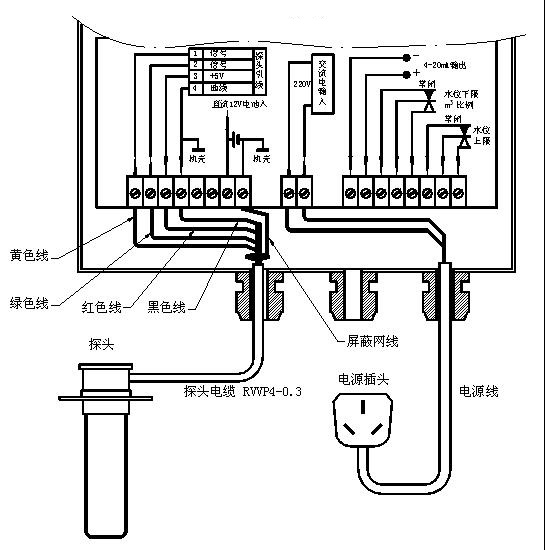 1 信号
2 信号
3 +5V
4 曲线
探头引线
直流12V电池入
机壳
机壳
220V
交流电输入
4-20mA输出
常闭
水位下限
m³比例
常闭
水位
上限
黄色线
绿色线
红色线
黑色线
屏蔽网线
探头
探头电缆 RVVP4-0.3
电源插头
电源线